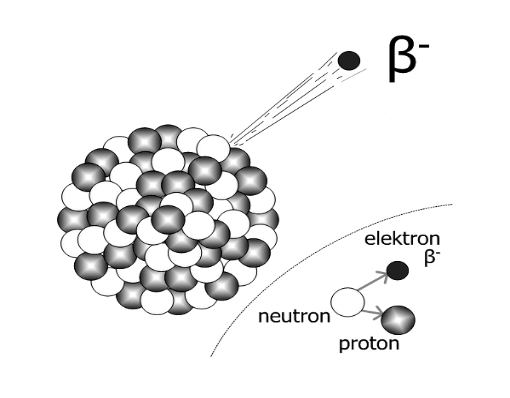 β⁻
elektron
β⁻
neutron
proton